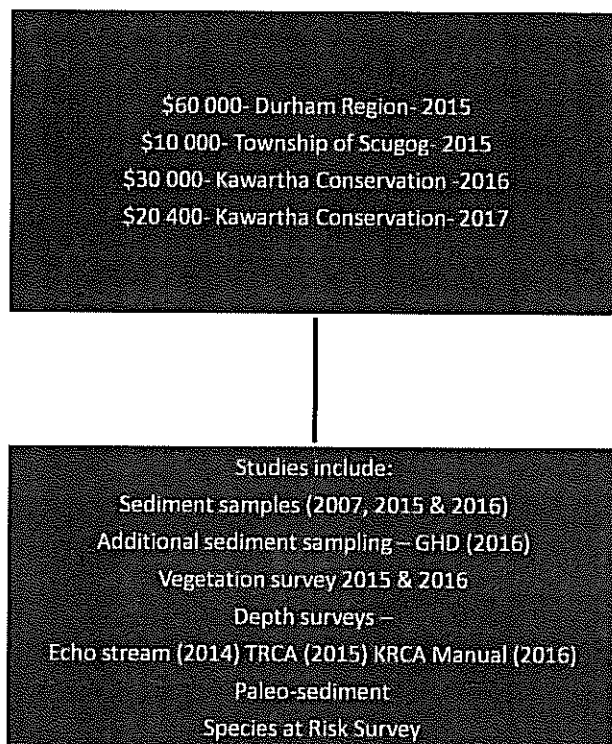 $60 000- Durham Region- 2015
$10 000- Township of Scugog- 2015
$30 000- Kawartha Conservation -2016
$20 400- Kawartha Conservation- 2017
Studies include:
Sediment samples (2007, 2015 & 2016)
Additional sediment sampling – GHD (2016)
Vegetation survey 2015 & 2016
Depth surveys –
Echo stream (2014) TRCA (2015) KRCA Manual (2016)
Paleo-sediment
Species at Risk Survey